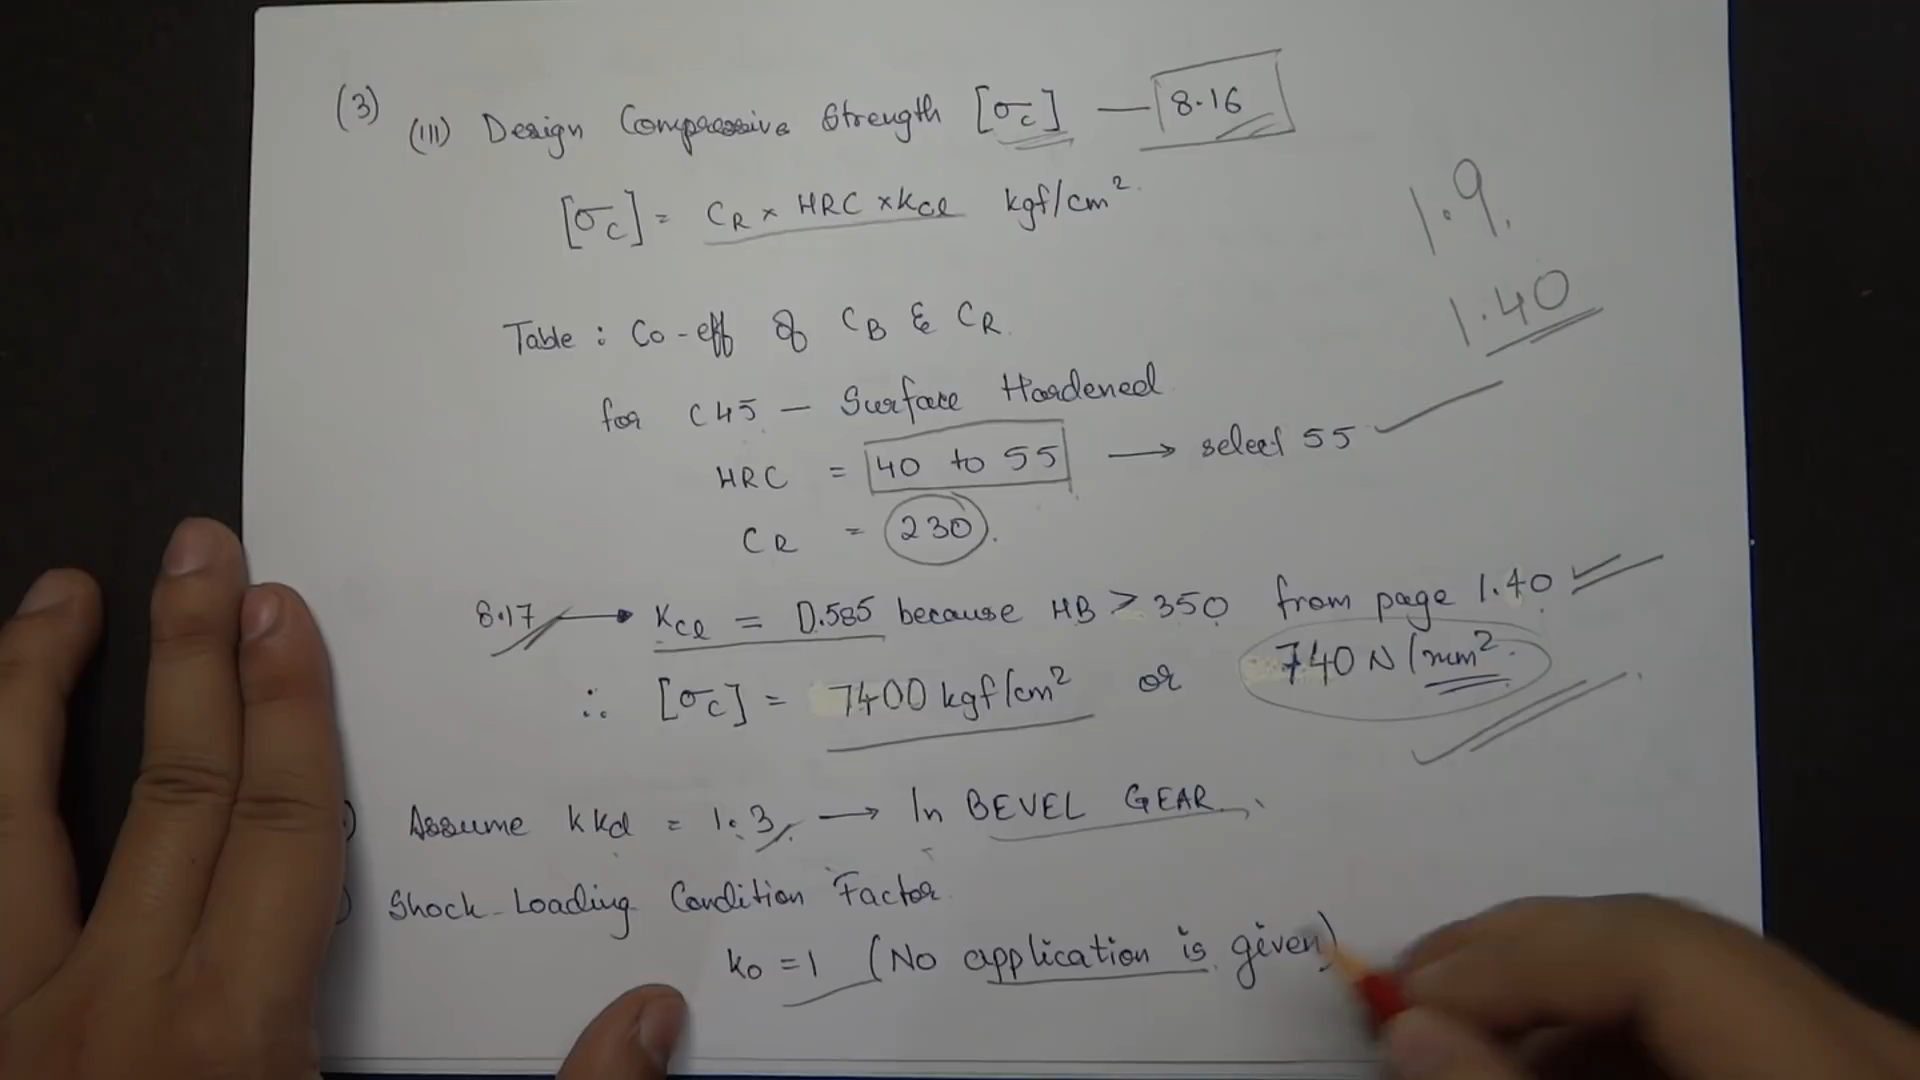 (3) (III) Design Compressive Strength [σc] — 8.16
[σc] = CR × HRC × Kcl kgf/cm²
1.9.
1.40
Table : Co-eff of CB & CR
for C45 - Surface Hardened
HRC = 40 to 55 → select 55
CR = 230.
8.17 → Kcl = 0.585 because HB > 350 from page 1.40
∴ [σc] = 7400 kgf/cm² or 740 N/mm²
) Assume KKd = 1.3 → In BEVEL GEAR
) Shock Loading Condition Factor
Ko = 1 (No application is given)